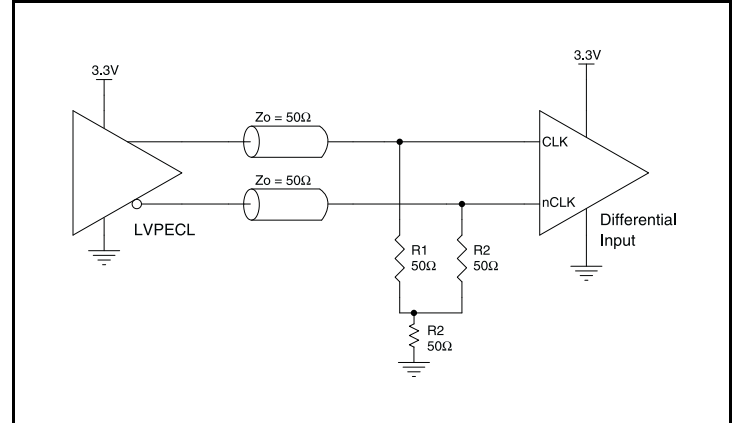 3.3V
3.3V
Zo = 50Ω
CLK
Zo = 50Ω
nCLK
LVPECL
Differential
Input
R1
50Ω
R2
50Ω
R2
50Ω